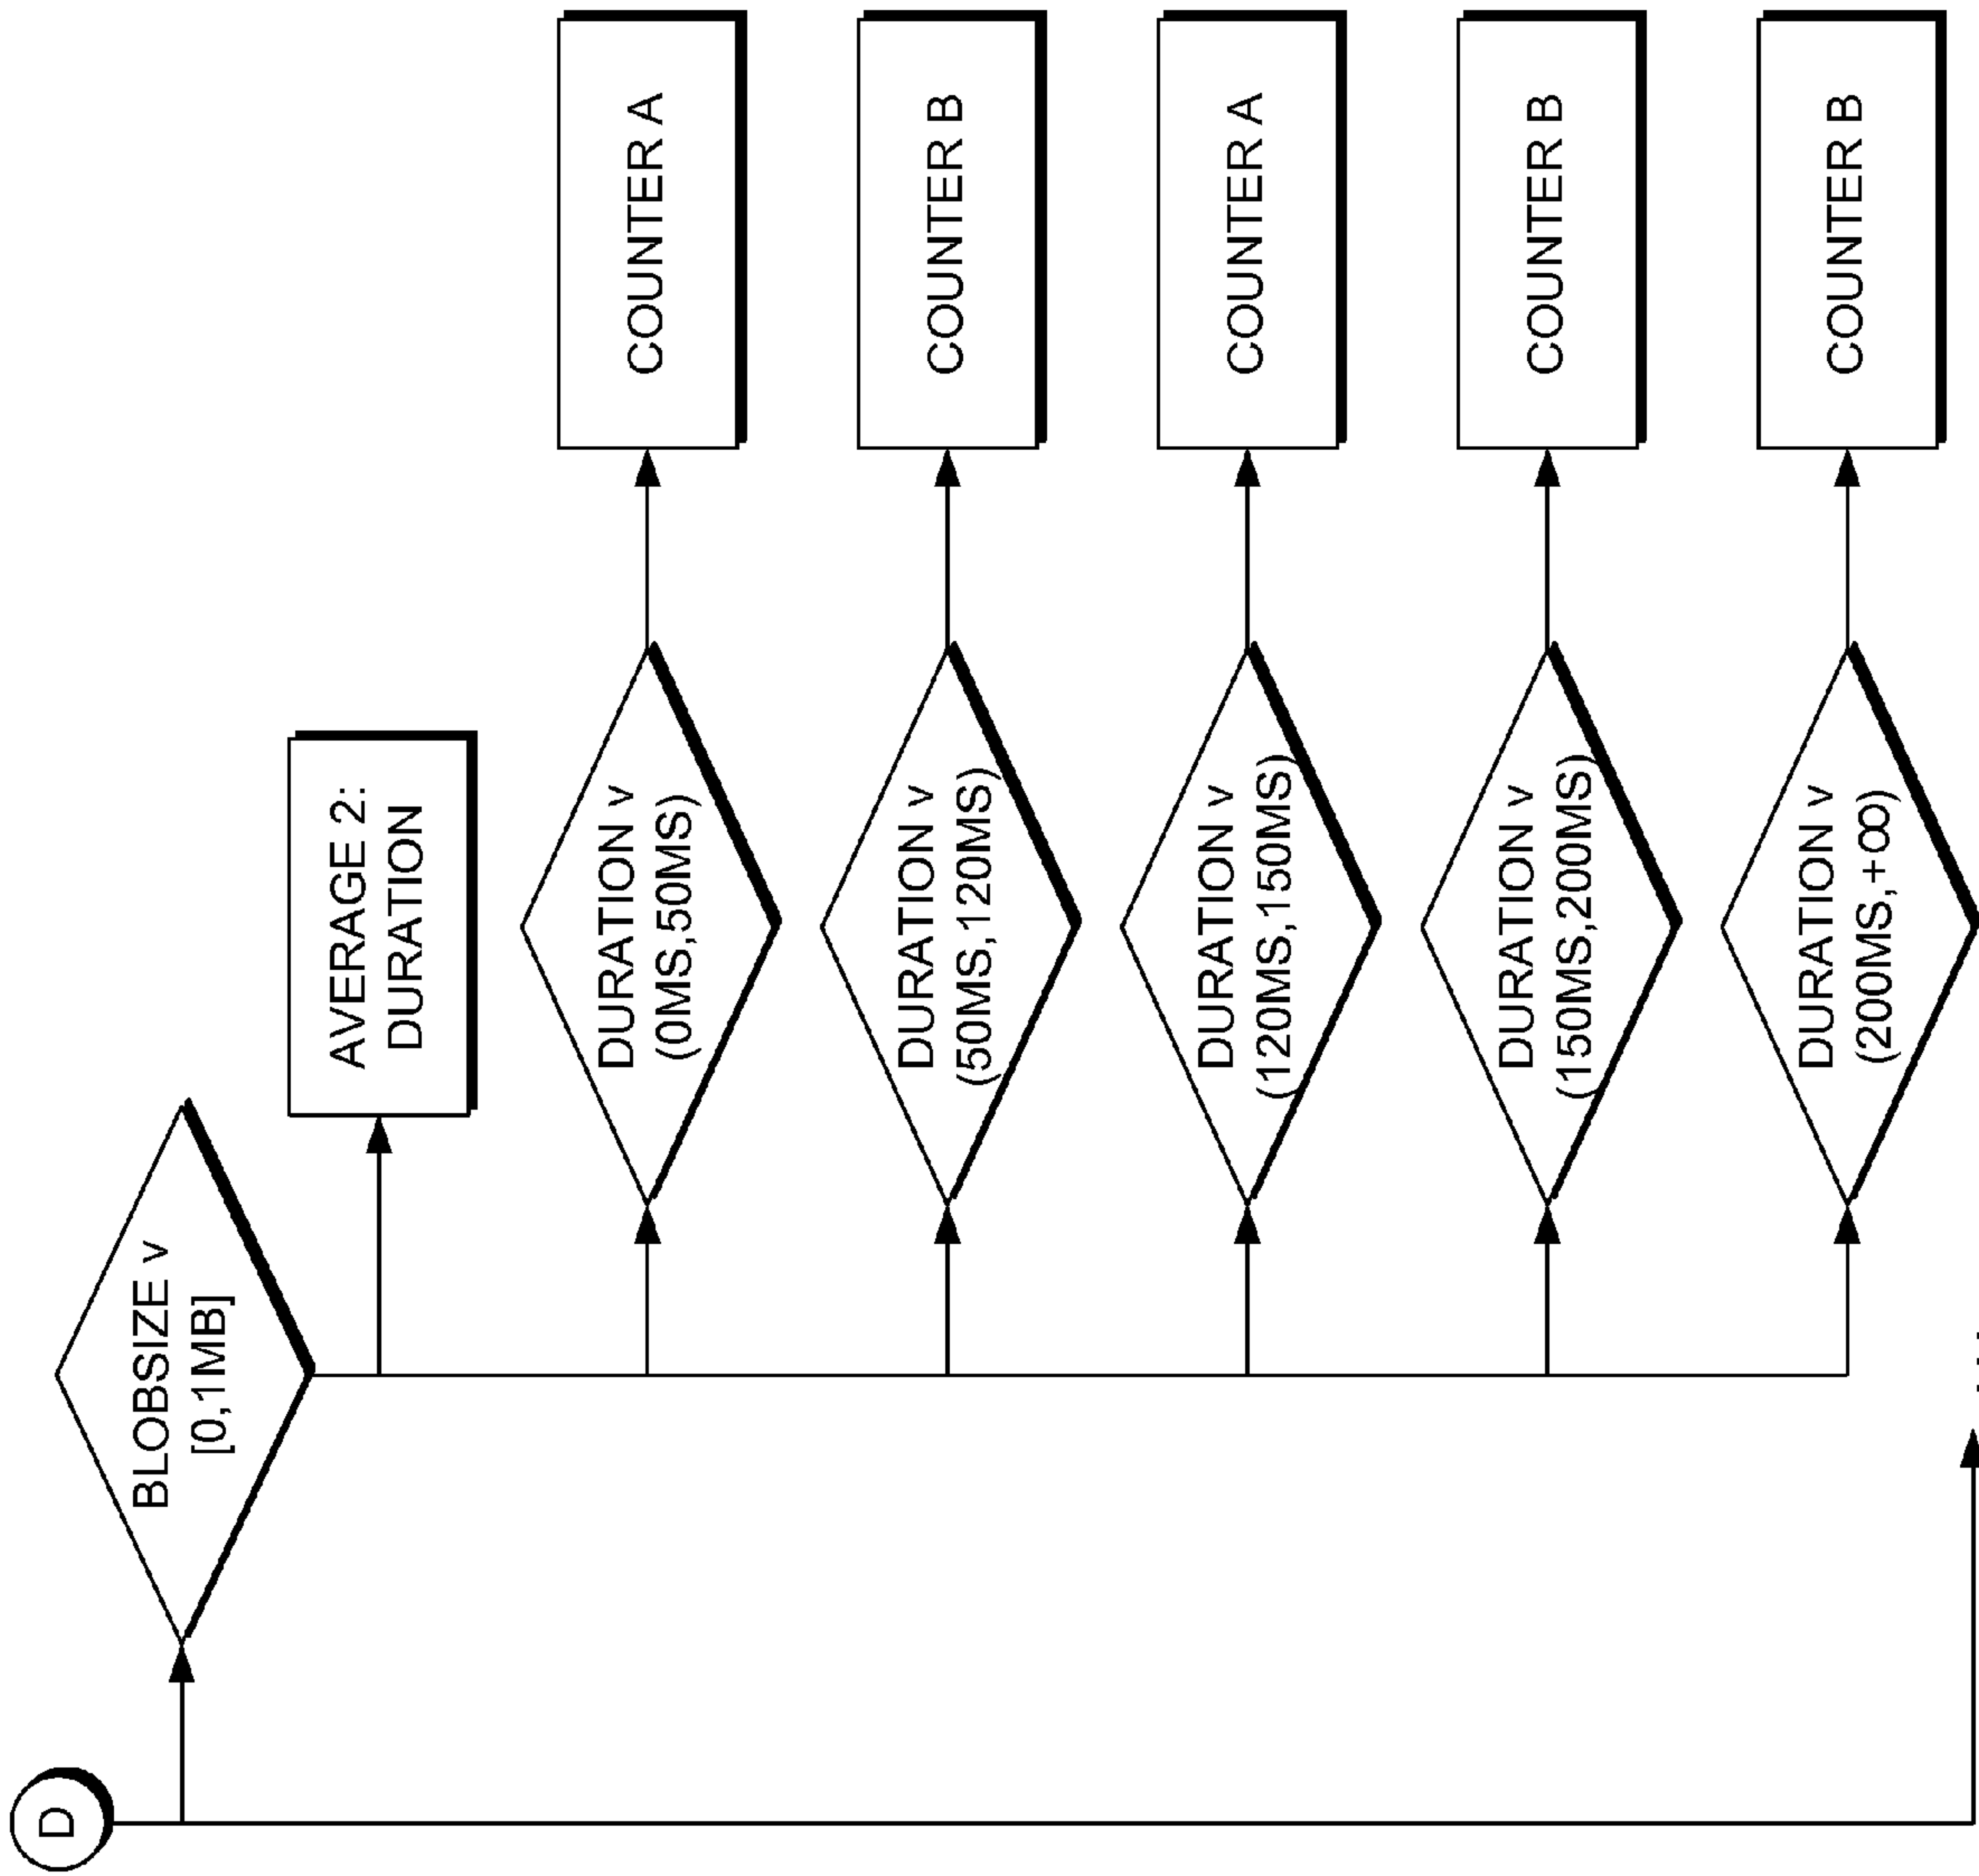 D
BLOBSIZE v
[0,1MB]
AVERAGE 2:
DURATION
DURATION v
(0MS,50MS)
COUNTER A
DURATION v
(50MS,120MS)
COUNTER B
DURATION v
(120MS,150MS)
COUNTER A
DURATION v
(150MS,200MS)
COUNTER B
DURATION v
(200MS,+∞)
COUNTER B